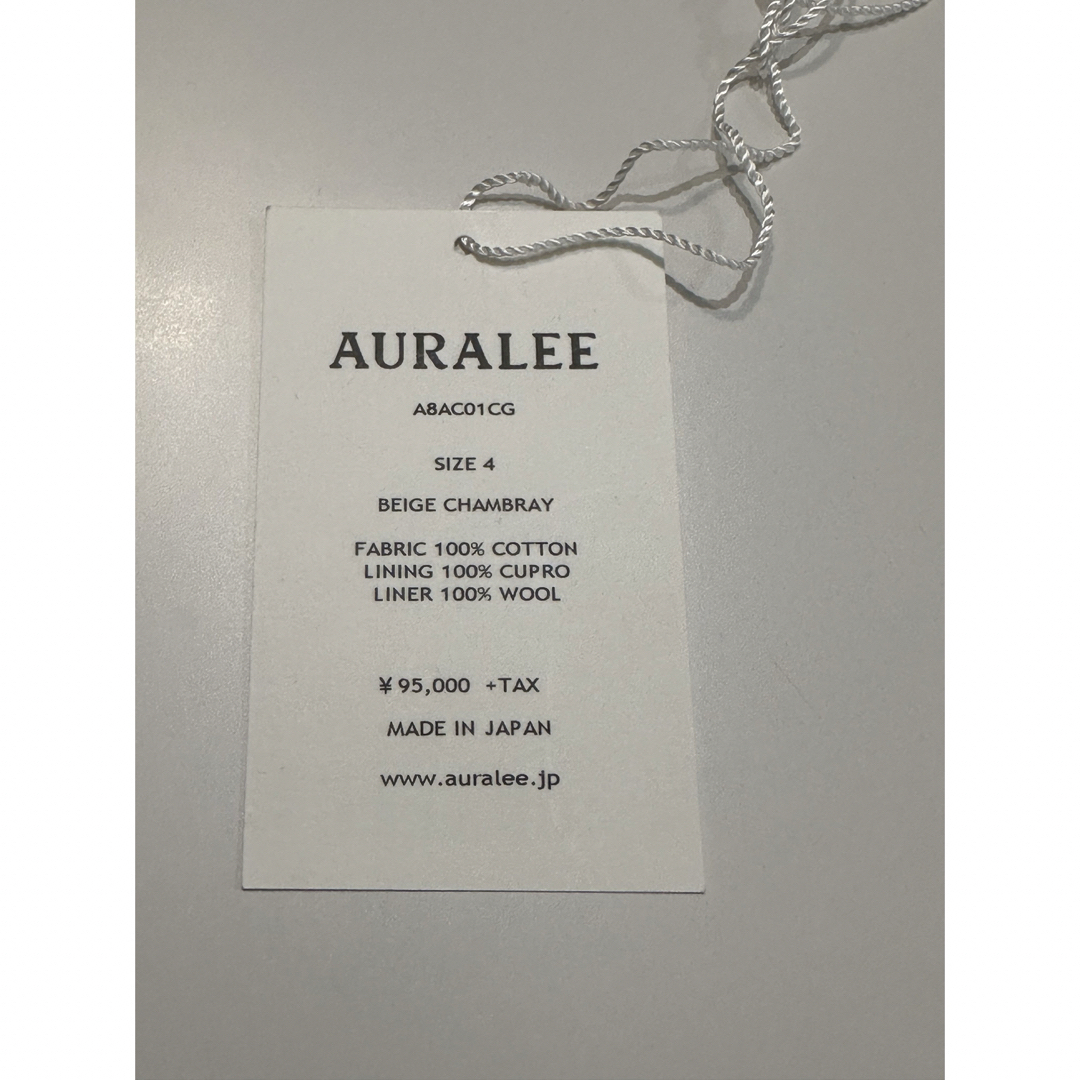 AURALEE
A8AC01CG
SIZE 4
BEIGE CHAMBRAY
FABRIC 100% COTTON
LINING 100% CUPRO
LINER 100% WOOL
¥95,000 +TAX
MADE IN JAPAN
www.auralee.jp